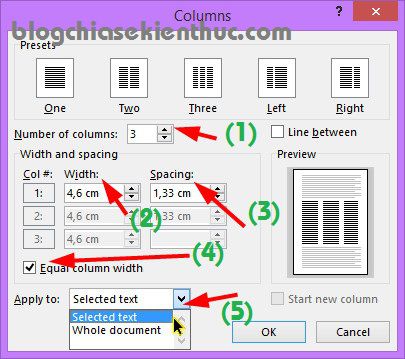 Columns
?
blogchiasekienthuc.com
Presets
One Two Three Left Right
Number of columns: 3 (1) Line between
Width and spacing Preview
Col #: Width: Spacing:
1: 4,6 cm 1,33 cm
2: 4,6 cm 1,33 cm
3: 4,6 cm
(2) (3)
(4)
Equal column width
Apply to: Selected text (5) Start new column
Selected text
Whole document
OK Cancel